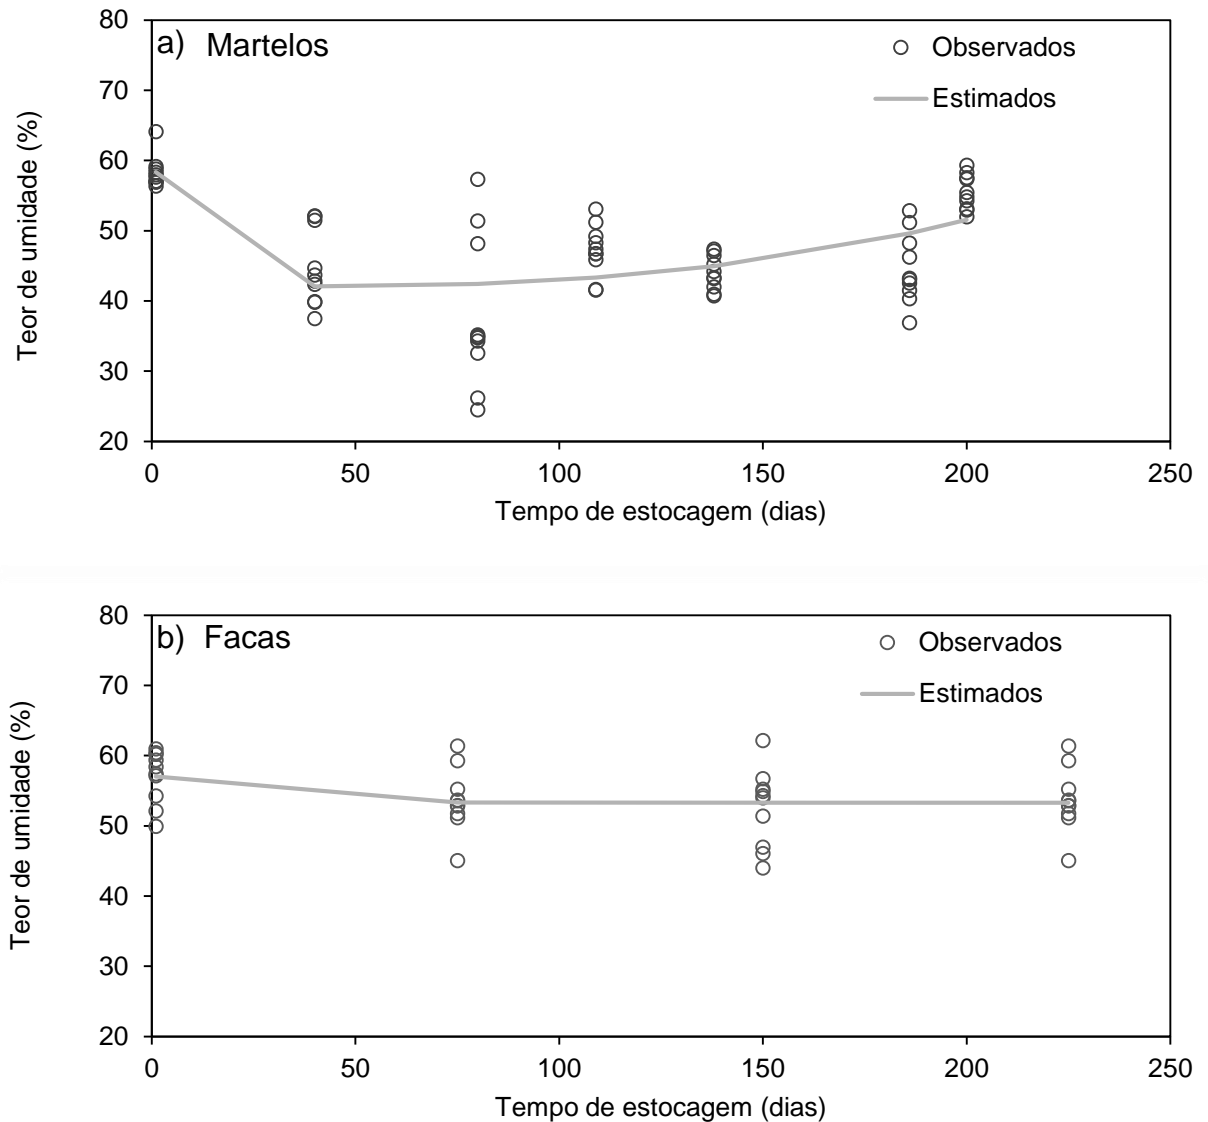 80
a) Martelos
Observados
70
Estimados
60
50
40
30
20
0 50 100 150 200 250
Teor de umidade (%)
Tempo de estocagem (dias)
80
b) Facas
Observados
70
Estimados
60
50
40
30
20
0 50 100 150 200 250
Teor de umidade (%)
Tempo de estocagem (dias)